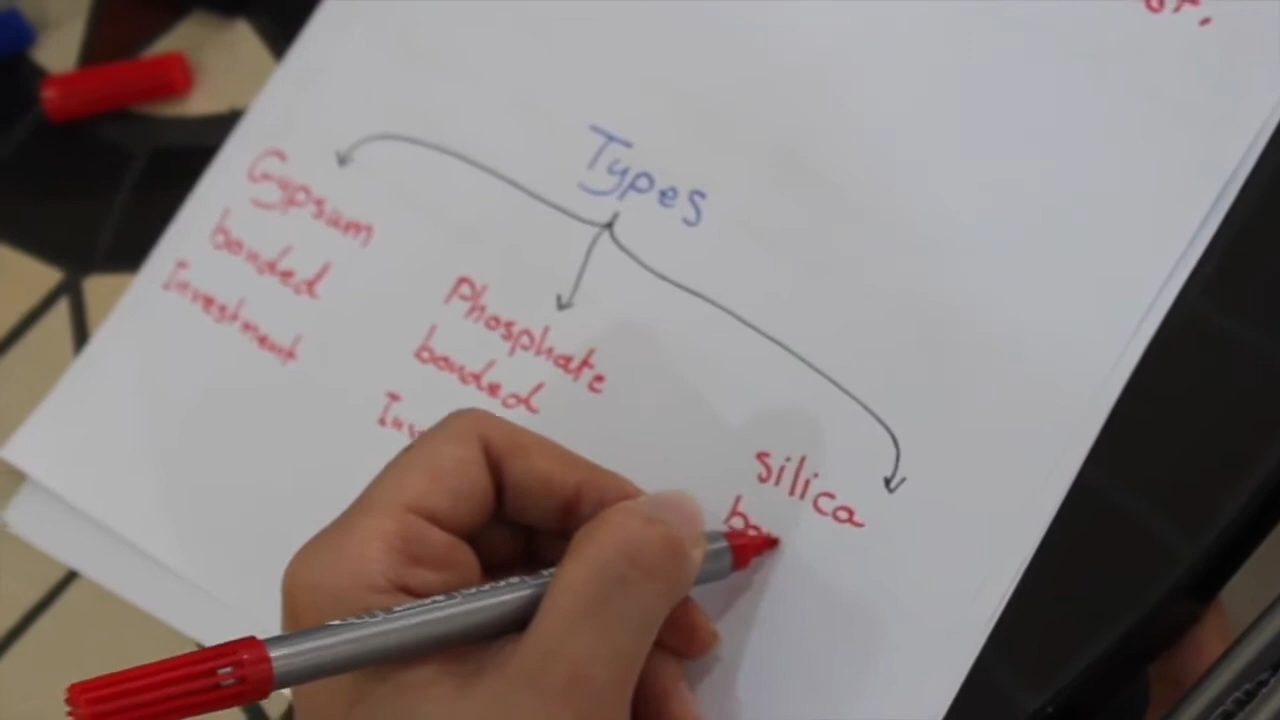 Types
Gypsum
bonded
Investment
Phosphate
bonded
silica